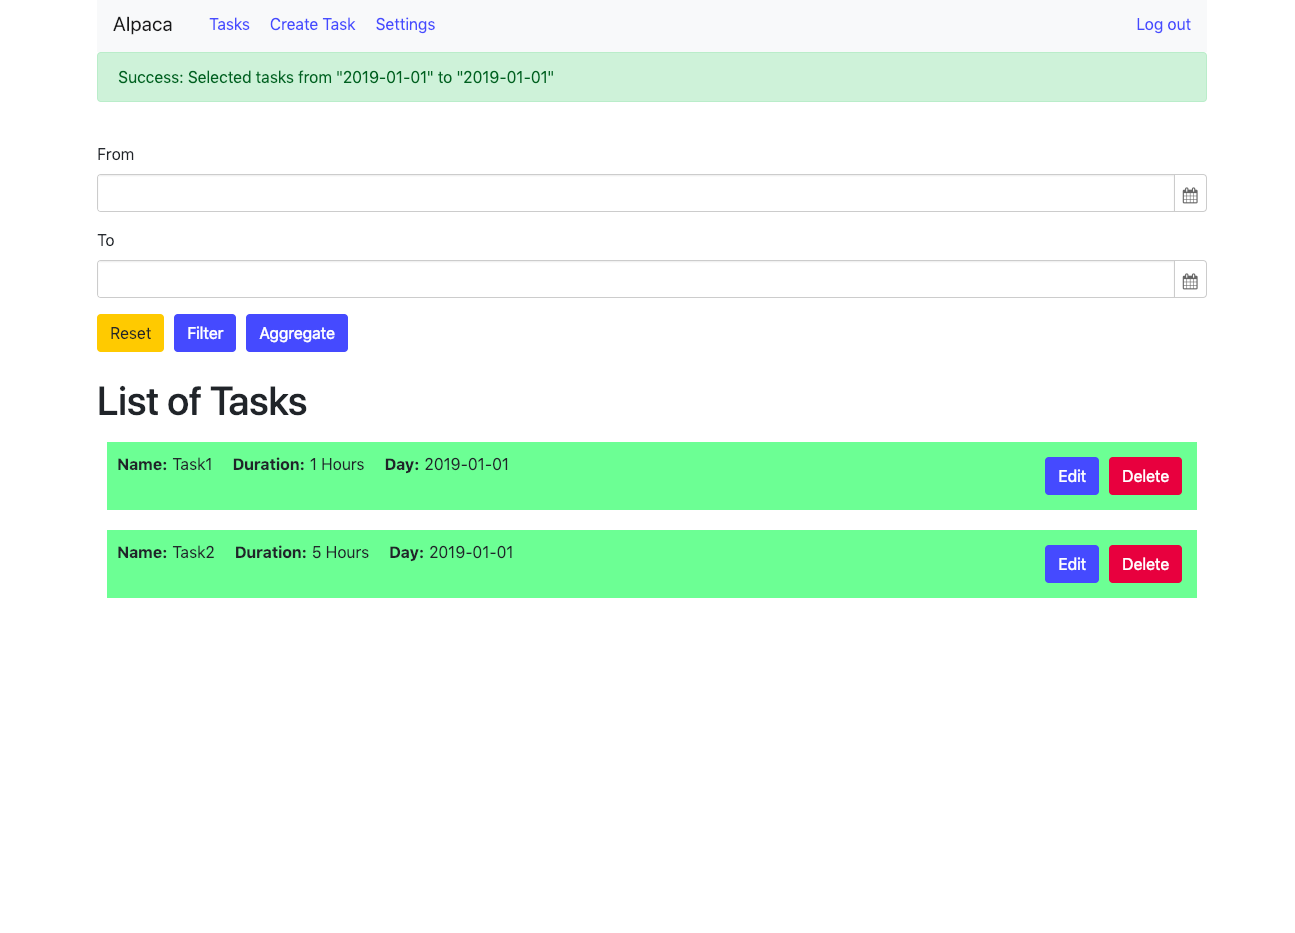 Alpaca Tasks Create Task Settings Log out
Success: Selected tasks from "2019-01-01" to "2019-01-01"
From
To
Reset Filter Aggregate
List of Tasks
Name: Task1 Duration: 1 Hours Day: 2019-01-01 Edit Delete
Name: Task2 Duration: 5 Hours Day: 2019-01-01 Edit Delete